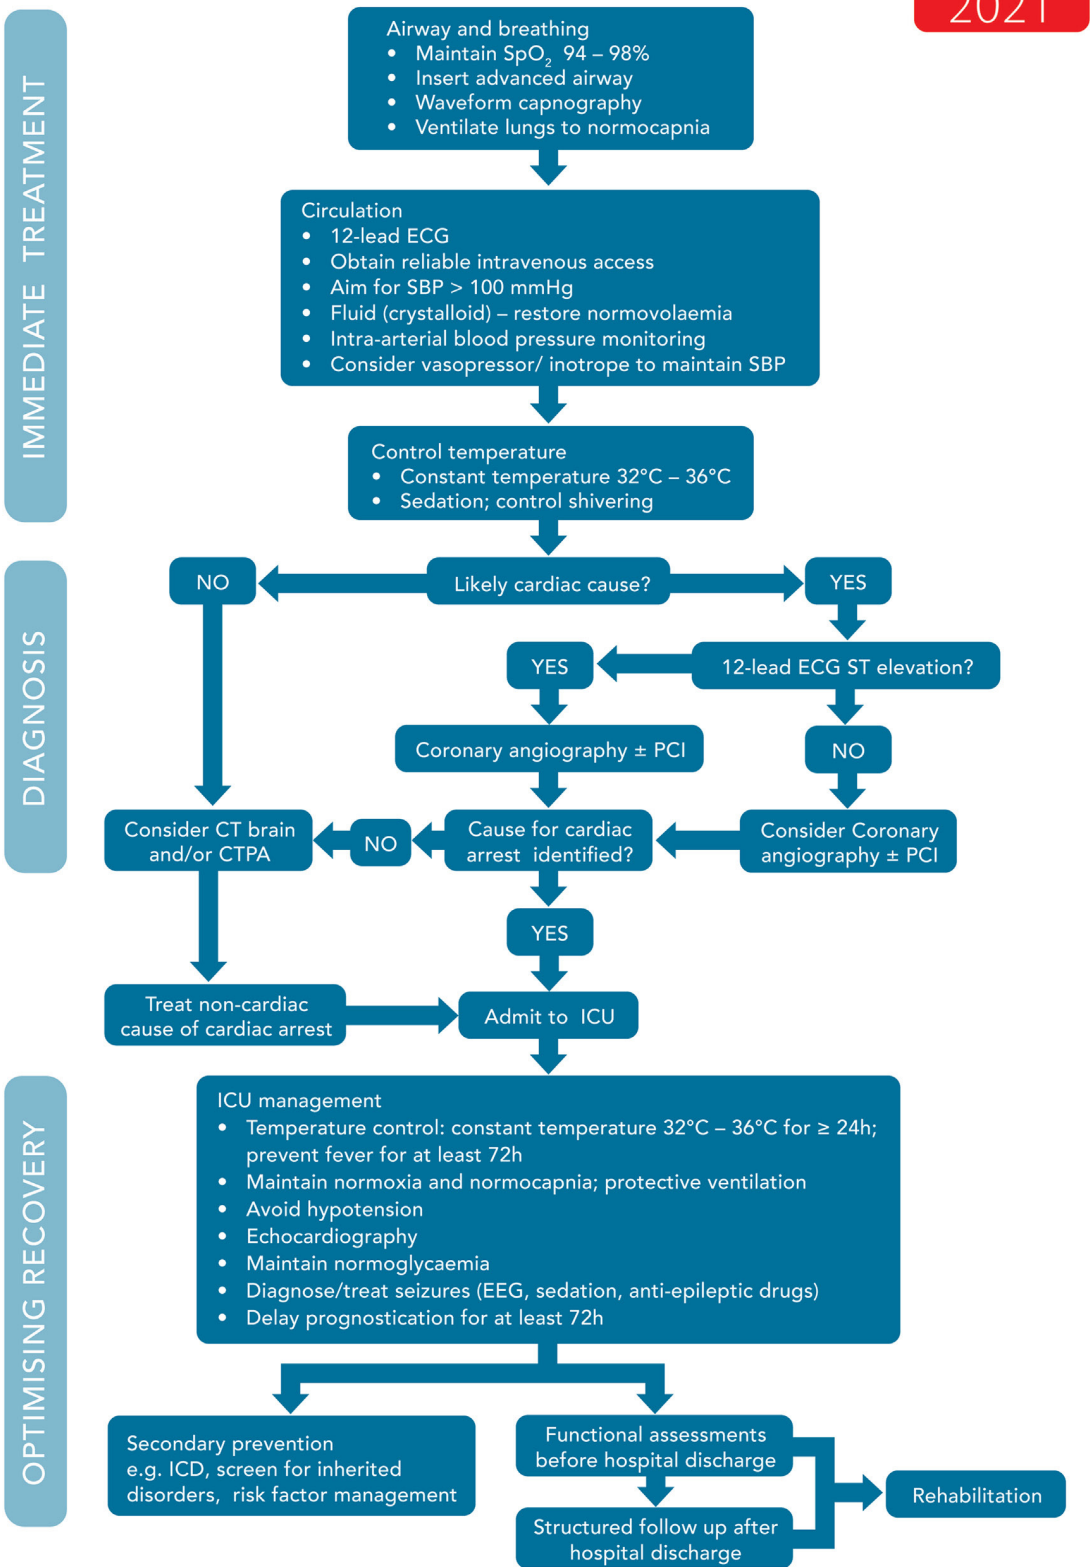 2021
IMMEDIATE TREATMENT
Airway and breathing
• Maintain SpO₂ 94 – 98%
• Insert advanced airway
• Waveform capnography
• Ventilate lungs to normocapnia
Circulation
• 12-lead ECG
• Obtain reliable intravenous access
• Aim for SBP > 100 mmHg
• Fluid (crystalloid) – restore normovolaemia
• Intra-arterial blood pressure monitoring
• Consider vasopressor/ inotrope to maintain SBP
Control temperature
• Constant temperature 32°C – 36°C
• Sedation; control shivering
DIAGNOSIS
NO
Likely cardiac cause?
YES
YES
12-lead ECG ST elevation?
Coronary angiography ± PCI
NO
Consider CT brain
and/or CTPA
NO
Cause for cardiac
arrest identified?
Consider Coronary
angiography ± PCI
YES
Treat non-cardiac
cause of cardiac arrest
Admit to ICU
OPTIMISING RECOVERY
ICU management
• Temperature control: constant temperature 32°C – 36°C for ≥ 24h;
prevent fever for at least 72h
• Maintain normoxia and normocapnia; protective ventilation
• Avoid hypotension
• Echocardiography
• Maintain normoglycaemia
• Diagnose/treat seizures (EEG, sedation, anti-epileptic drugs)
• Delay prognostication for at least 72h
Secondary prevention
e.g. ICD, screen for inherited
disorders, risk factor management
Functional assessments
before hospital discharge
Structured follow up after
hospital discharge
Rehabilitation